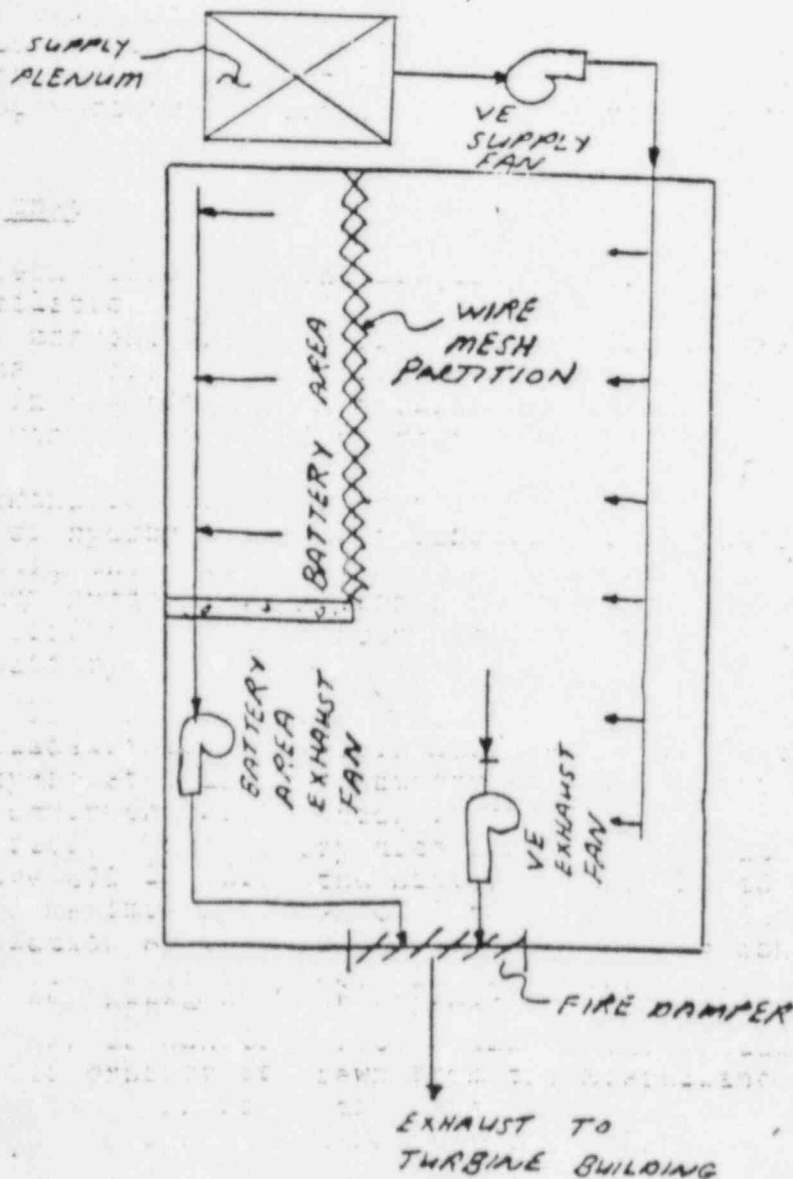 SUPPLY
PLENUM
VE
SUPPLY
FAN
WIRE
MESH
PARTITION
BATTERY AREA
BATTERY
AREA
EXHAUST
FAN
VE EXHAUST
FAN
FIRE DAMPER
EXHAUST TO
TURBINE BUILDING